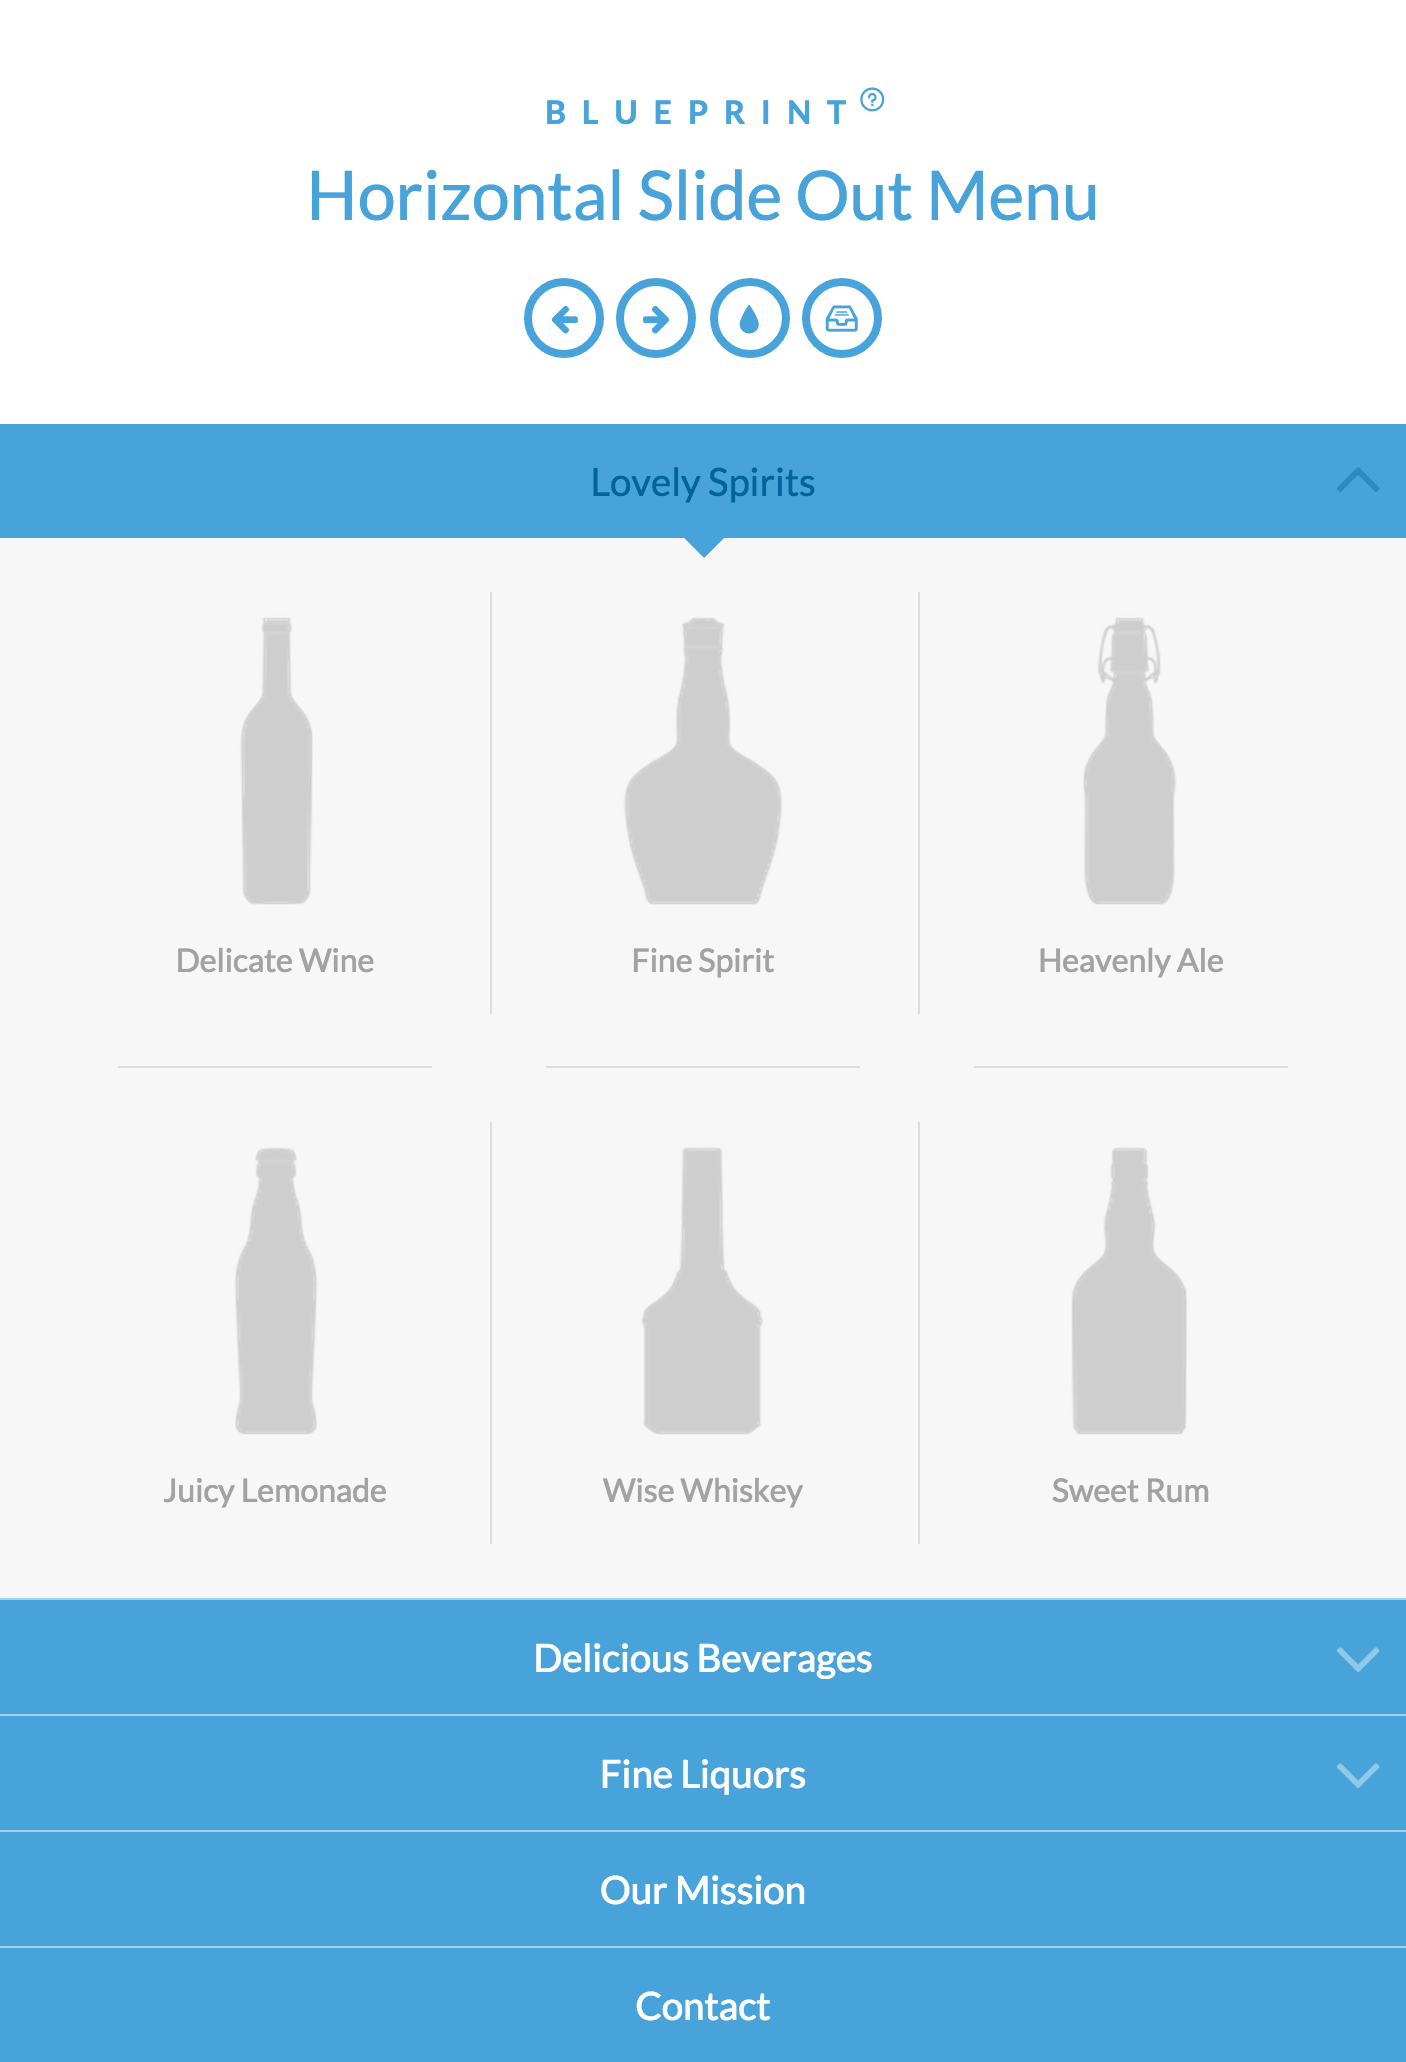 BLUEPRINT
Horizontal Slide Out Menu
Lovely Spirits
Delicate Wine
Fine Spirit
Heavenly Ale
Juicy Lemonade
Wise Whiskey
Sweet Rum
Delicious Beverages
Fine Liquors
Our Mission
Contact